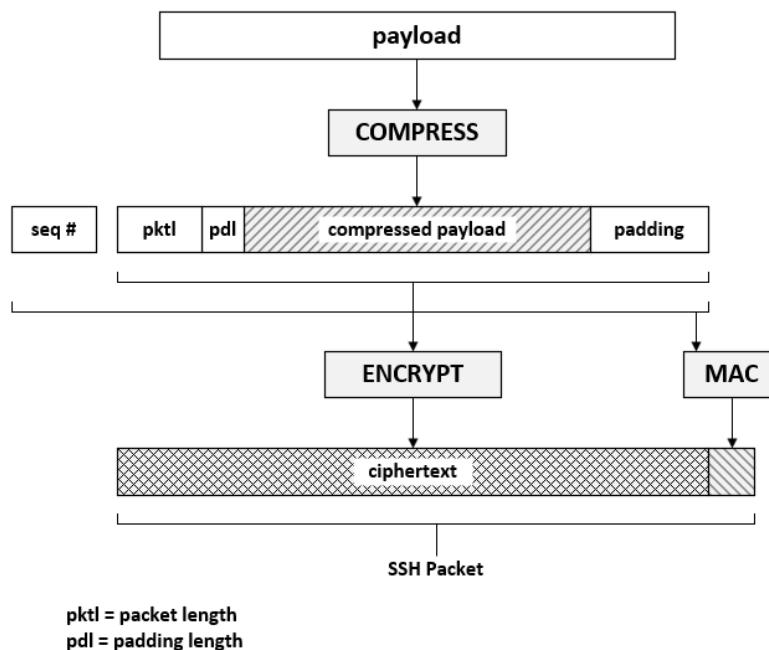 payload
COMPRESS
seq # pktl pdl compressed payload padding
ENCRYPT MAC
ciphertext
SSH Packet
pktl = packet length
pdl = padding length